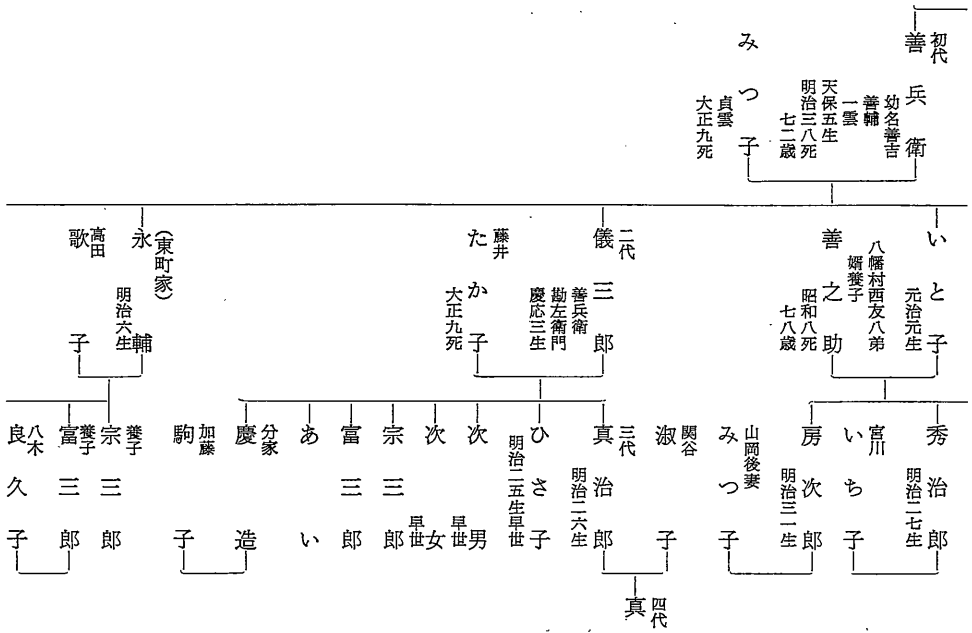 初代
善兵衛
幼名善吉
善輔
一雲
天保五生
明治三八死
七二歳
みつ子
貞雲
大正九死
いと子
元治元生
八幡村西友八弟
婿養子
善之助
昭和八死
七八歳
二代
儀三郎
善兵衛
勘左衛門
慶応三生
藤井
たか子
大正九死
(東町家)
永輔
明治六生
高田
歌子
秀治郎
明治二七生
宮川
いち子
房次郎
明治三一生
山岡後妻
みつ子
関谷
淑子
三代
真治郎
明治二六生
ひさ子
明治二五生早世
次男
早世
次女
早世
宗三郎
富三郎
あい
分家
慶造
加藤
駒子
養子
宗三郎
養子
富三郎
八木
良久子
四代
真